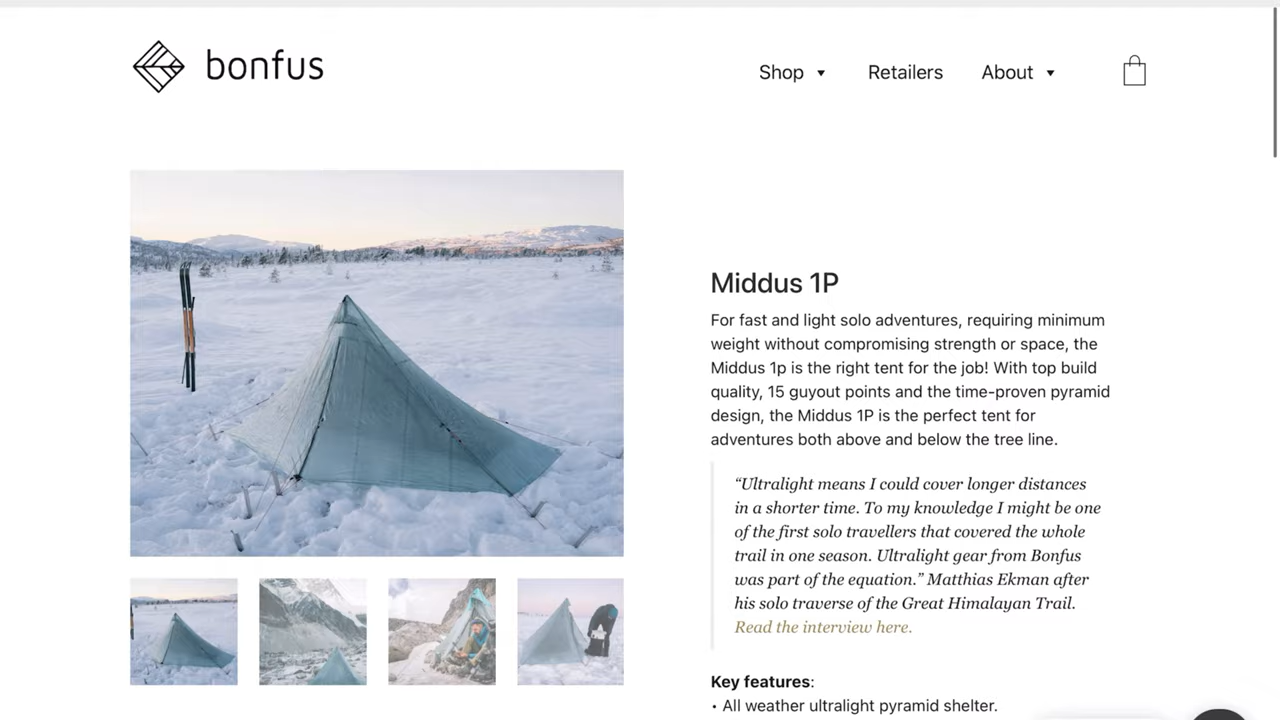 bonfus
Shop
Retailers
About
Middus 1P
For fast and light solo adventures, requiring minimum
weight without compromising strength or space, the
Middus 1p is the right tent for the job! With top build
quality, 15 guyout points and the time-proven pyramid
design, the Middus 1P is the perfect tent for
adventures both above and below the tree line.
“Ultralight means I could cover longer distances
in a shorter time. To my knowledge I might be one
of the first solo travellers that covered the whole
trail in one season. Ultralight gear from Bonfus
was part of the equation.” Matthias Ekman after
his solo traverse of the Great Himalayan Trail.
Read the interview here.
Key features:
• All weather ultralight pyramid shelter.